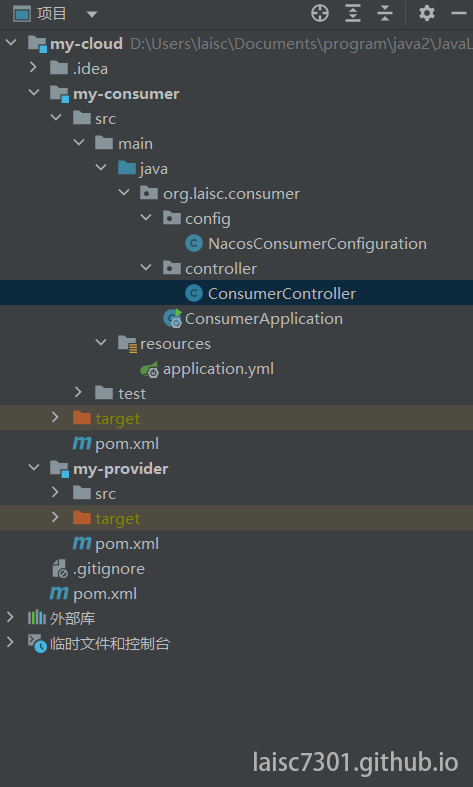 项目
my-cloud D:\Users\laisc\Documents\program\java2\JavaL
.idea
my-consumer
src
main
java
org.laisc.consumer
config
NacosConsumerConfiguration
controller
ConsumerController
ConsumerApplication
resources
application.yml
test
target
pom.xml
my-provider
src
target
pom.xml
.gitignore
pom.xml
外部库
临时文件和控制台
laisc7301.github.io